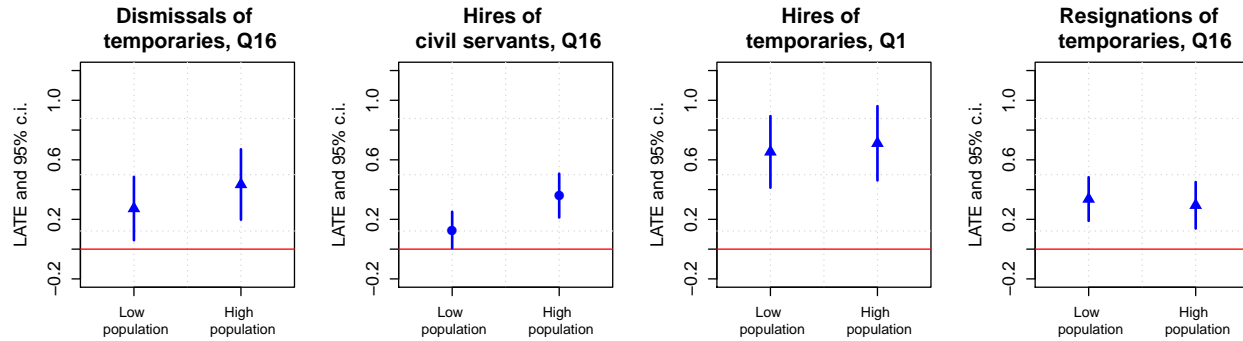 Dismissals of
temporaries, Q16
LATE and 95% c.i.
1.0
0.6
0.2
−0.2
Low
population
High
population
Hires of
civil servants, Q16
LATE and 95% c.i.
1.0
0.6
0.2
−0.2
Low
population
High
population
Hires of
temporaries, Q1
LATE and 95% c.i.
1.0
0.6
0.2
−0.2
Low
population
High
population
Resignations of
temporaries, Q16
LATE and 95% c.i.
1.0
0.6
0.2
−0.2
Low
population
High
population